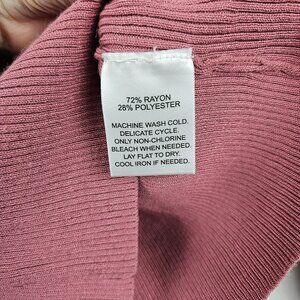 72% RAYON
28% POLYESTER
MACHINE WASH COLD.
DELICATE CYCLE.
ONLY NON-CHLORINE
BLEACH WHEN NEEDED.
LAY FLAT TO DRY.
COOL IRON IF NEEDED.